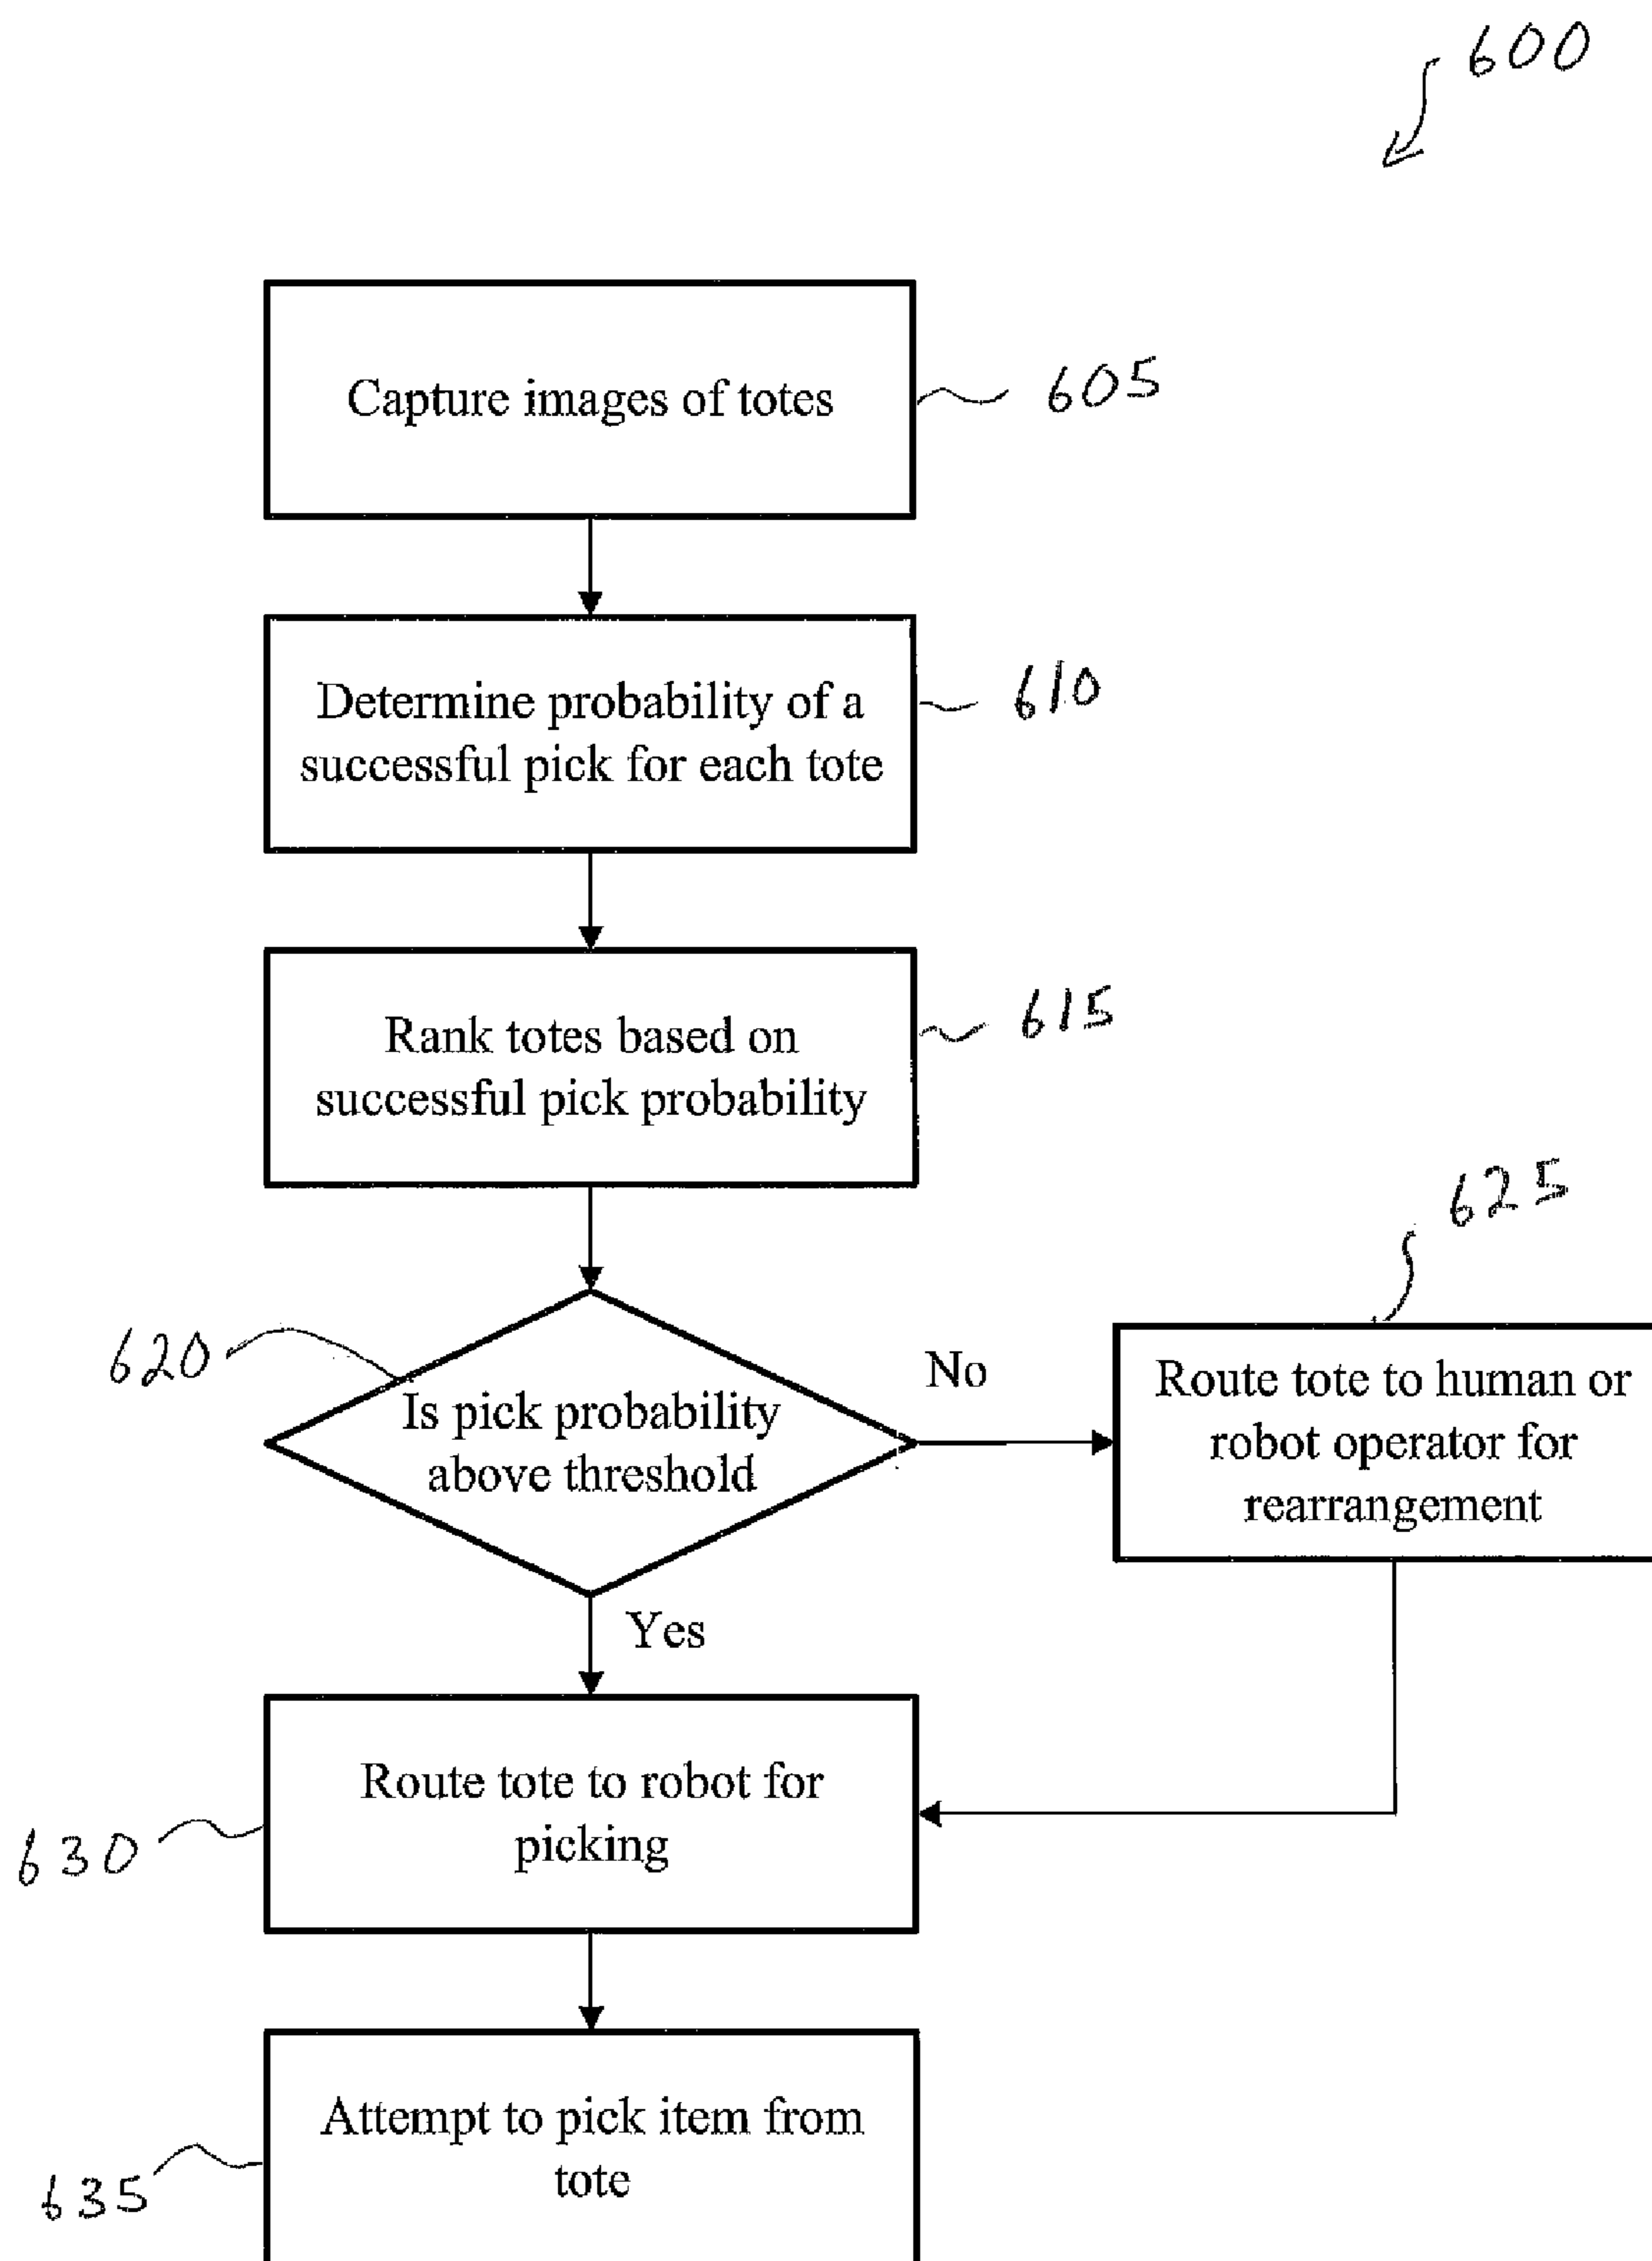 600
Capture images of totes
605
Determine probability of a
successful pick for each tote
610
Rank totes based on
successful pick probability
615
620
Is pick probability
above threshold
No
625
Route tote to human or
robot operator for
rearrangement
Yes
Route tote to robot for
picking
630
Attempt to pick item from
tote
635